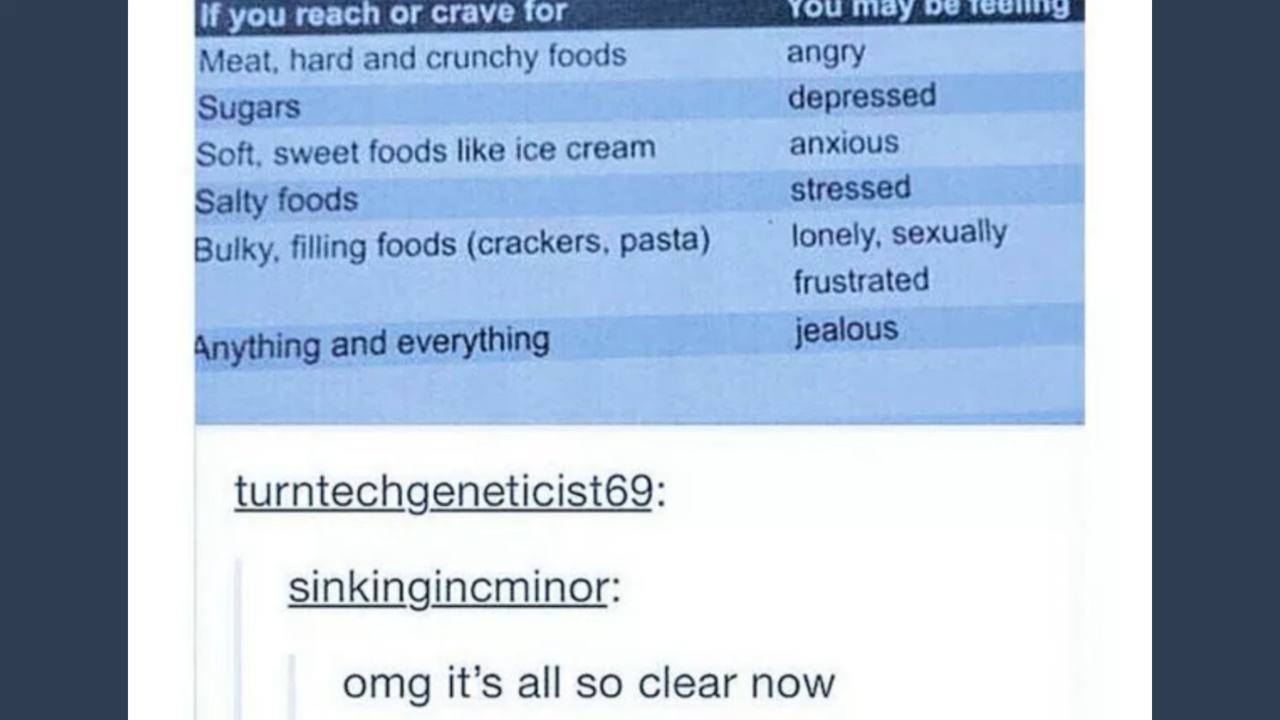 If you reach or crave for You may be feeling
Meat, hard and crunchy foods angry
Sugars depressed
Soft, sweet foods like ice cream anxious
Salty foods stressed
Bulky, filling foods (crackers, pasta) lonely, sexually
frustrated
Anything and everything jealous
turntechgeneticist69:
sinkingincminor:
omg it’s all so clear now